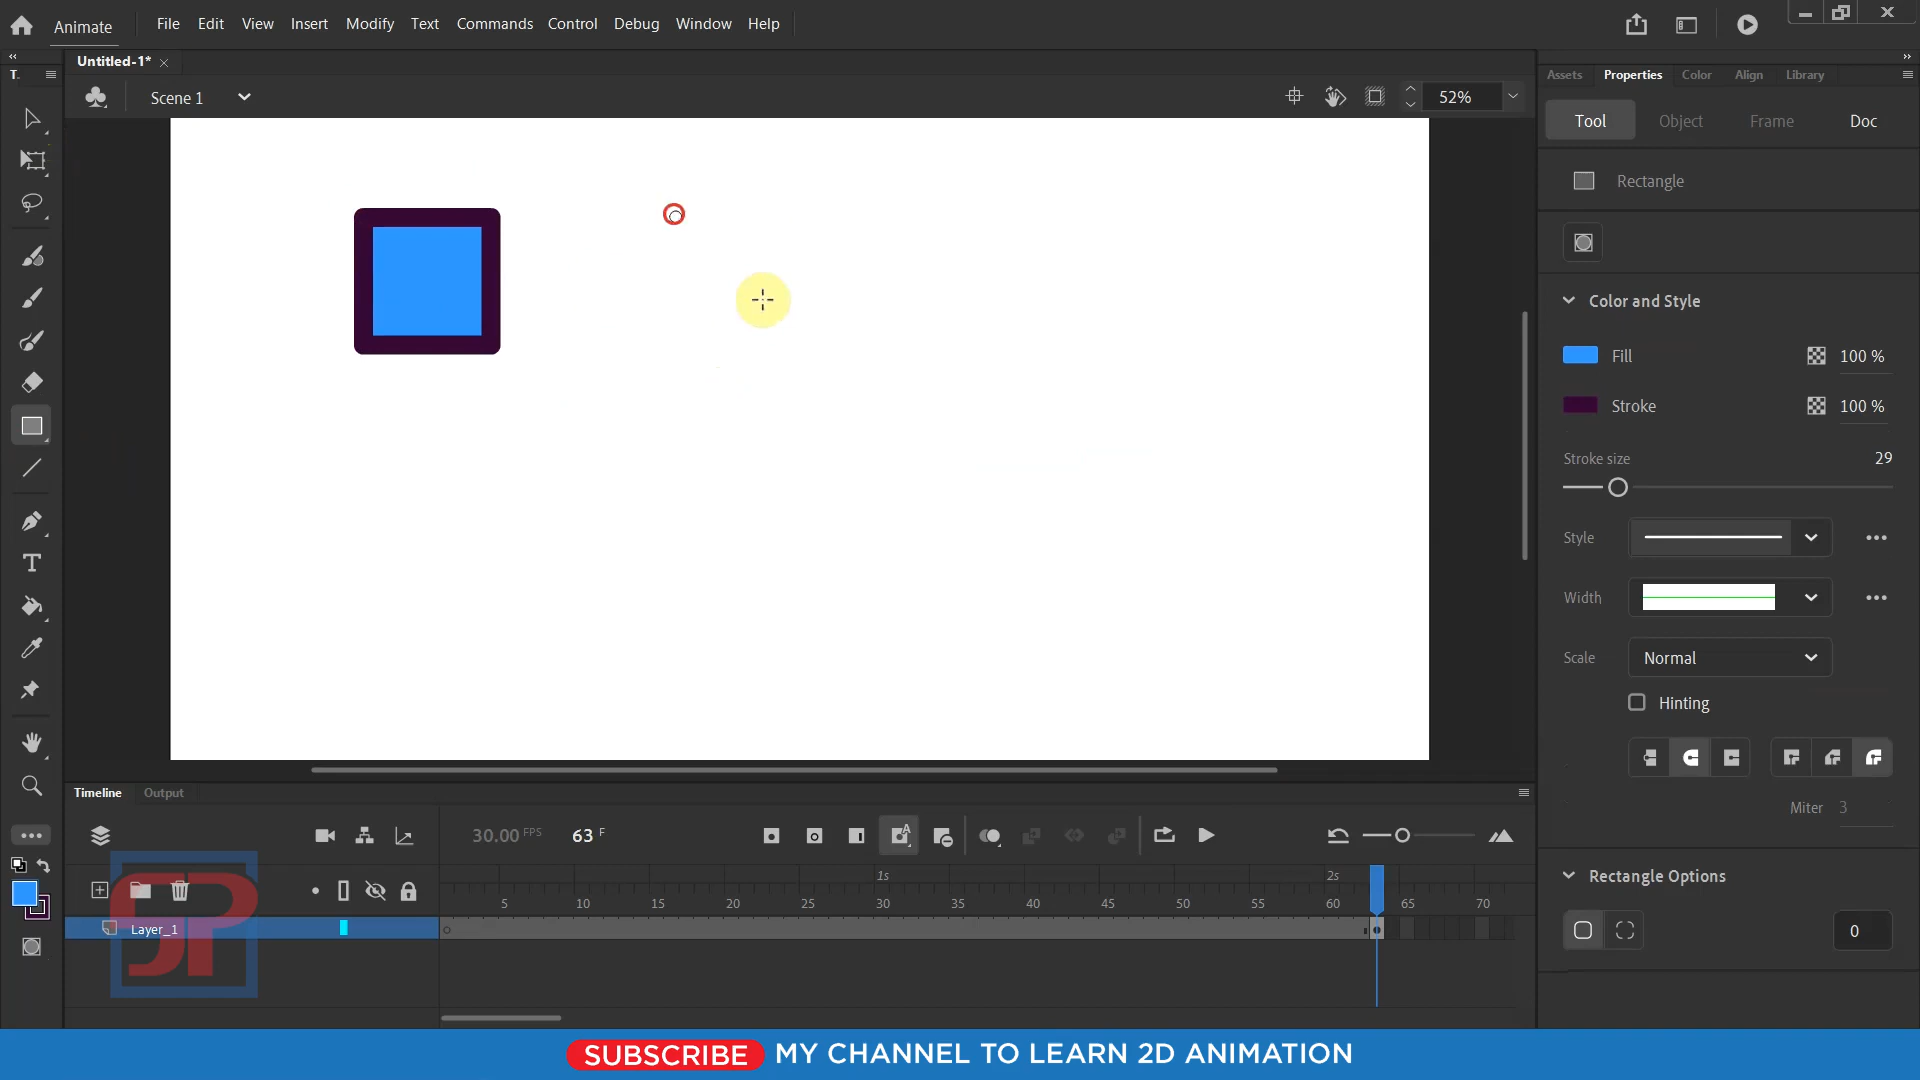 Animate File Edit View Insert Modify Text Commands Control Debug Window Help
T. Untitled-1*
Assets Properties Color Align Library
Scene 1 52%
Tool Object Frame Doc
Rectangle
Color and Style
Fill 100 %
Stroke 100 %
Stroke size 29
Style
Width
Scale Normal
Hinting
Miter 3
Rectangle Options
0
Timeline Output
30.00 FPS 63 F
1s 2s
5 10 15 20 25 30 35 40 45 50 55 60 65 70
Layer_1
SP
SUBSCRIBE MY CHANNEL TO LEARN 2D ANIMATION